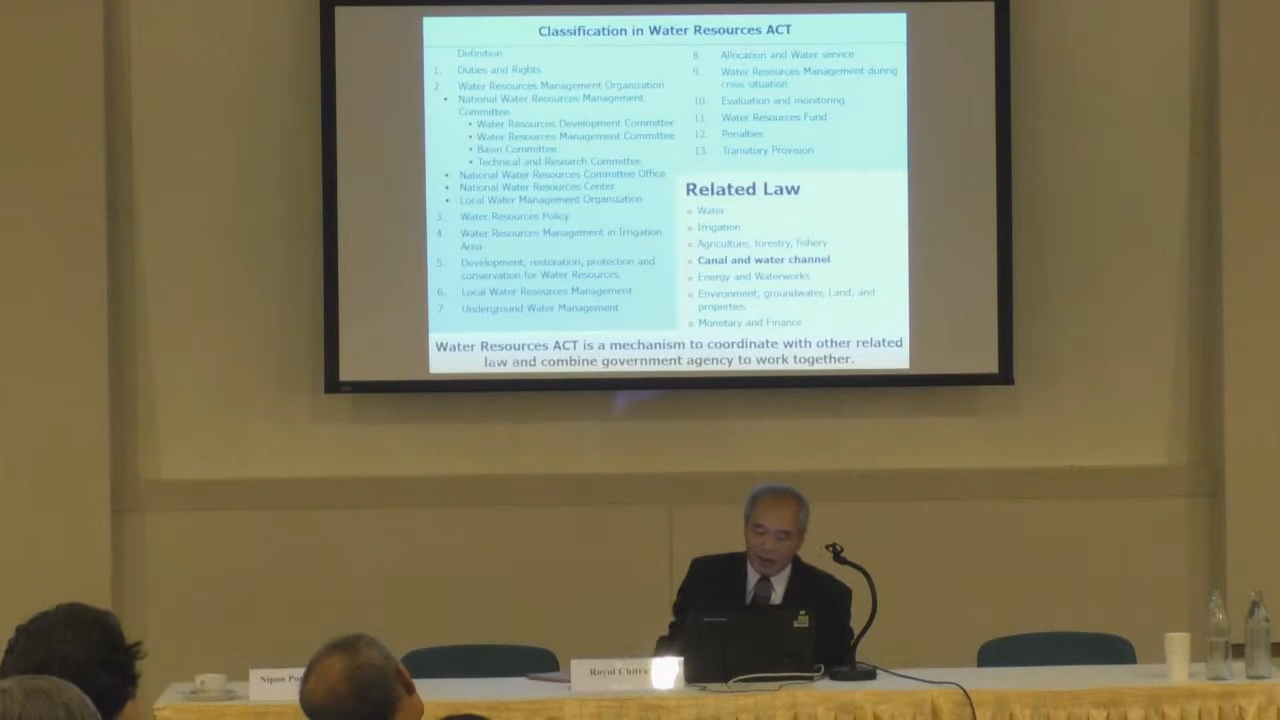 Classification in Water Resources ACT
Definition
1. Duties and Rights
2 Water Resources Management Organization
• National Water Resources Management
Committee
• Water Resources Development Committee
• Water Resources Management Committee
• Basin Committee
• Technical and Research Committee
• National Water Resources Committee Office
• National Water Resources Center
• Local Water Management Organization
3. Water Resources Policy
4. Water Resources Management in Irrigation
Area
5. Development, restoration, protection and
conservation for Water Resources
6. Local Water Resources Management
7 Underground Water Management
8. Allocation and Water service
9. Water Resources Management during
crisis situation
10. Evaluation and monitoring
11 Water Resources Fund
12. Penalties
13. Transitory Provision
Related Law
» Water
» Irrigation
» Agriculture, forestry, fishery
» Canal and water channel
» Energy and Waterworks
» Environment, groundwater, Land, and
properties
» Monetary and Finance
Water Resources ACT is a mechanism to coordinate with other related
law and combine government agency to work together.
Nipon
Royol